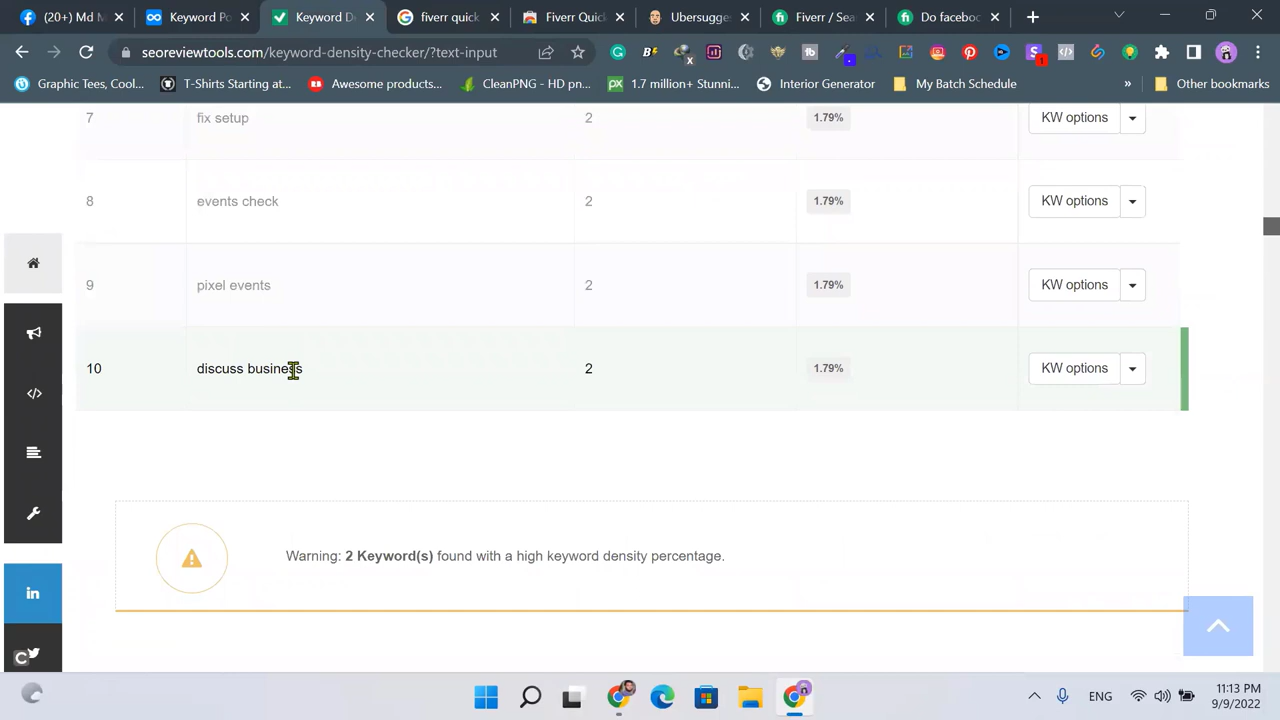 (20+) Md M
Keyword Po
Keyword D
fiverr quick
Fiverr Quick
Ubersugge
Fiverr / Sea
Do faceboo
seoreviewtools.com/keyword-density-checker/?text-input
Graphic Tees, Cool...
T-Shirts Starting at...
Awesome products...
CleanPNG - HD pn...
1.7 million+ Stunni...
Interior Generator
My Batch Schedule
»
Other bookmarks
7 fix setup 2 1.79% KW options
8 events check 2 1.79% KW options
9 pixel events 2 1.79% KW options
10 discuss business 2 1.79% KW options
Warning: 2 Keyword(s) found with a high keyword density percentage.
ENG
11:13 PM
9/9/2022